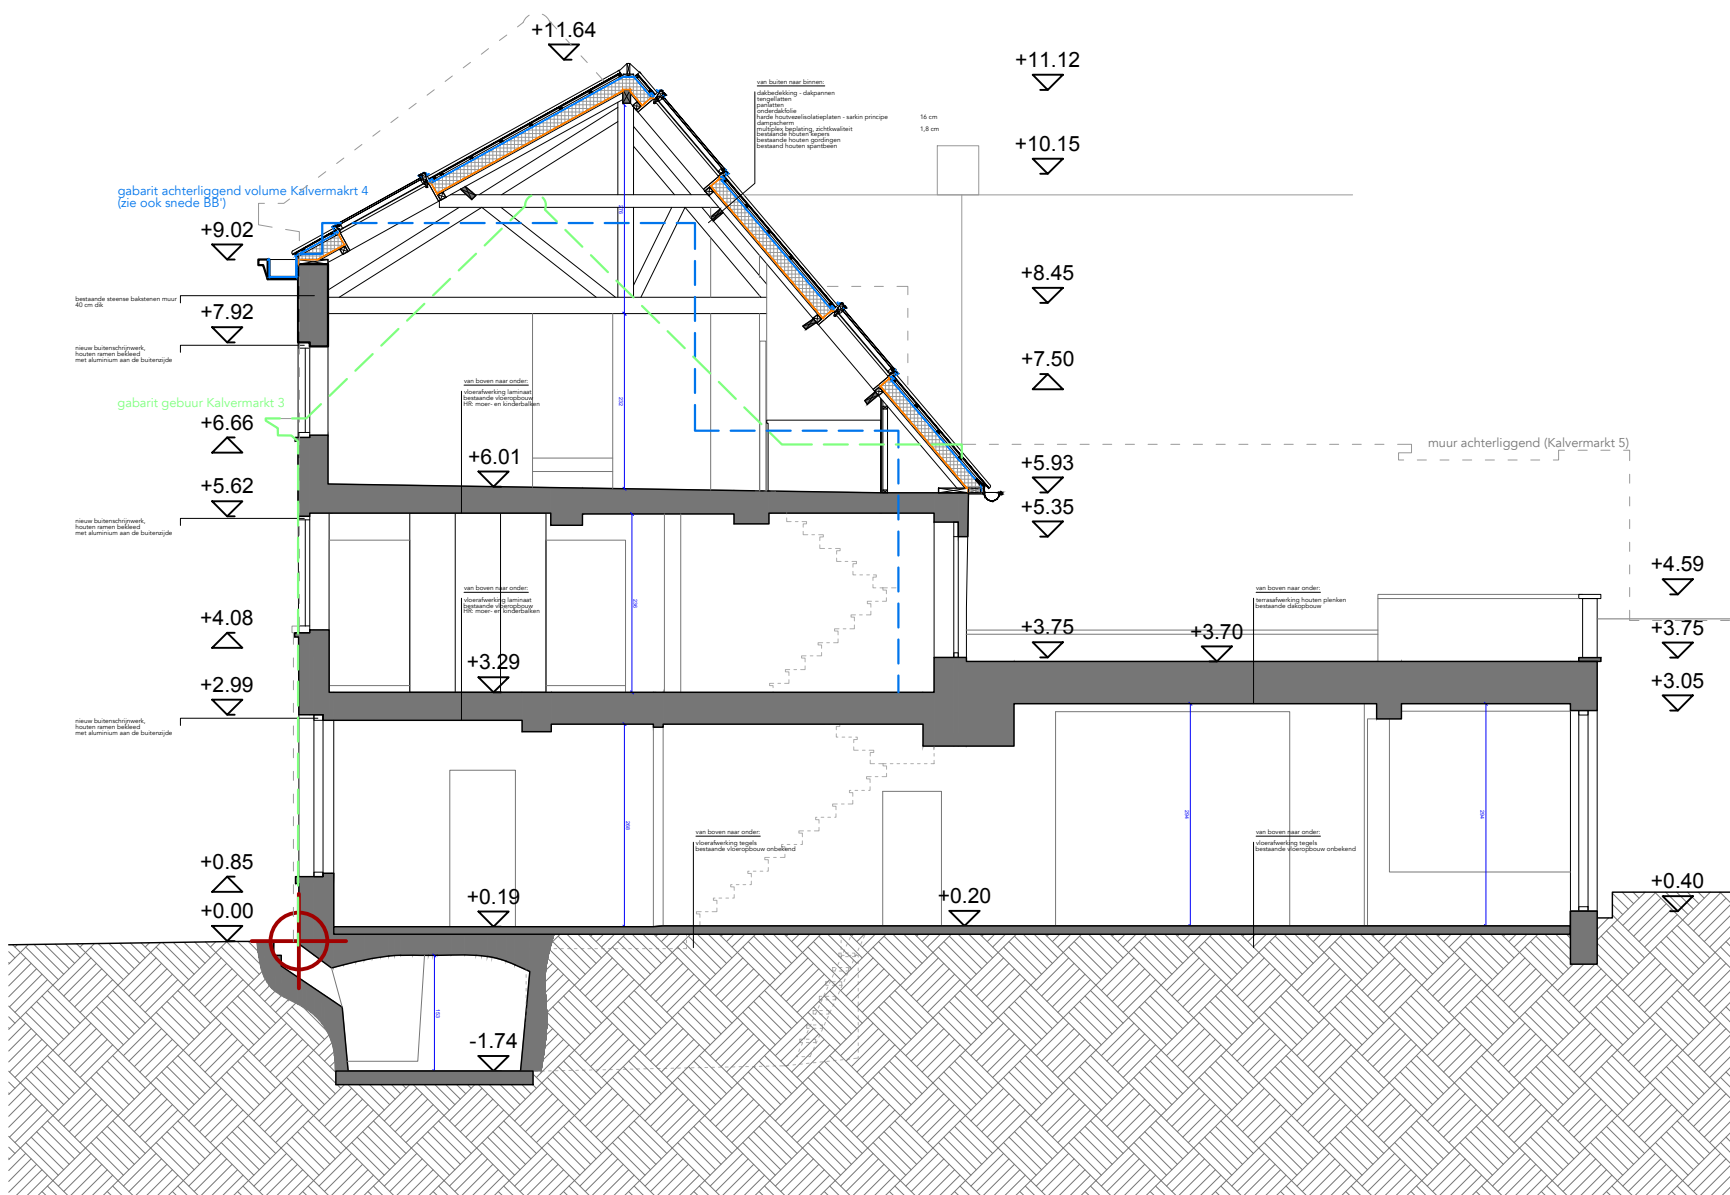 +11.64
+11.12
van buiten naar binnen:
dakbedekking - dakpannen
tengellatten
panlatten
onderdakfolie
harde houtvezelisolatieplaten - sarkin principe 16 cm
dampscherm
multiplex beplating, zichtkwaliteit 1,8 cm
bestaande houten kepers
bestaande houten gordingen
bestaand houten spantbeen
+10.15
gabarit achterliggend volume Kalvermakrt 4
(zie ook snede BB')
+9.02
+8.45
bestaande steense bakstenen muur
40 cm dik
+7.92
nieuw buitenschrijnwerk,
houten ramen bekleed
met aluminium aan de buitenzijde
+7.50
van boven naar onder:
vloerafwerking laminaat
bestaande vloeropbouw
HR: moer- en kinderbalken
232
gabarit gebuur Kalvermarkt 3
+6.66
muur achterliggend (Kalvermarkt 5)
+6.01
+5.93
+5.62
+5.35
nieuw buitenschrijnwerk,
houten ramen bekleed
met aluminium aan de buitenzijde
+4.59
van boven naar onder:
vloerafwerking laminaat
bestaande vloeropbouw
HR: moer- en kinderbalken
236
van boven naar onder:
terrasafwerking houten plenken
bestaande dakopbouw
+4.08
+3.75
+3.70
+3.75
+3.29
+2.99
+3.05
nieuw buitenschrijnwerk,
houten ramen bekleed
met aluminium aan de buitenzijde
294
294
van boven naar onder:
vloerafwerking tegels
bestaande vloeropbouw onbekend
van boven naar onder:
vloerafwerking tegels
bestaande vloeropbouw onbekend
+0.85
+0.40
+0.19
+0.20
+0.00
153
-1.74